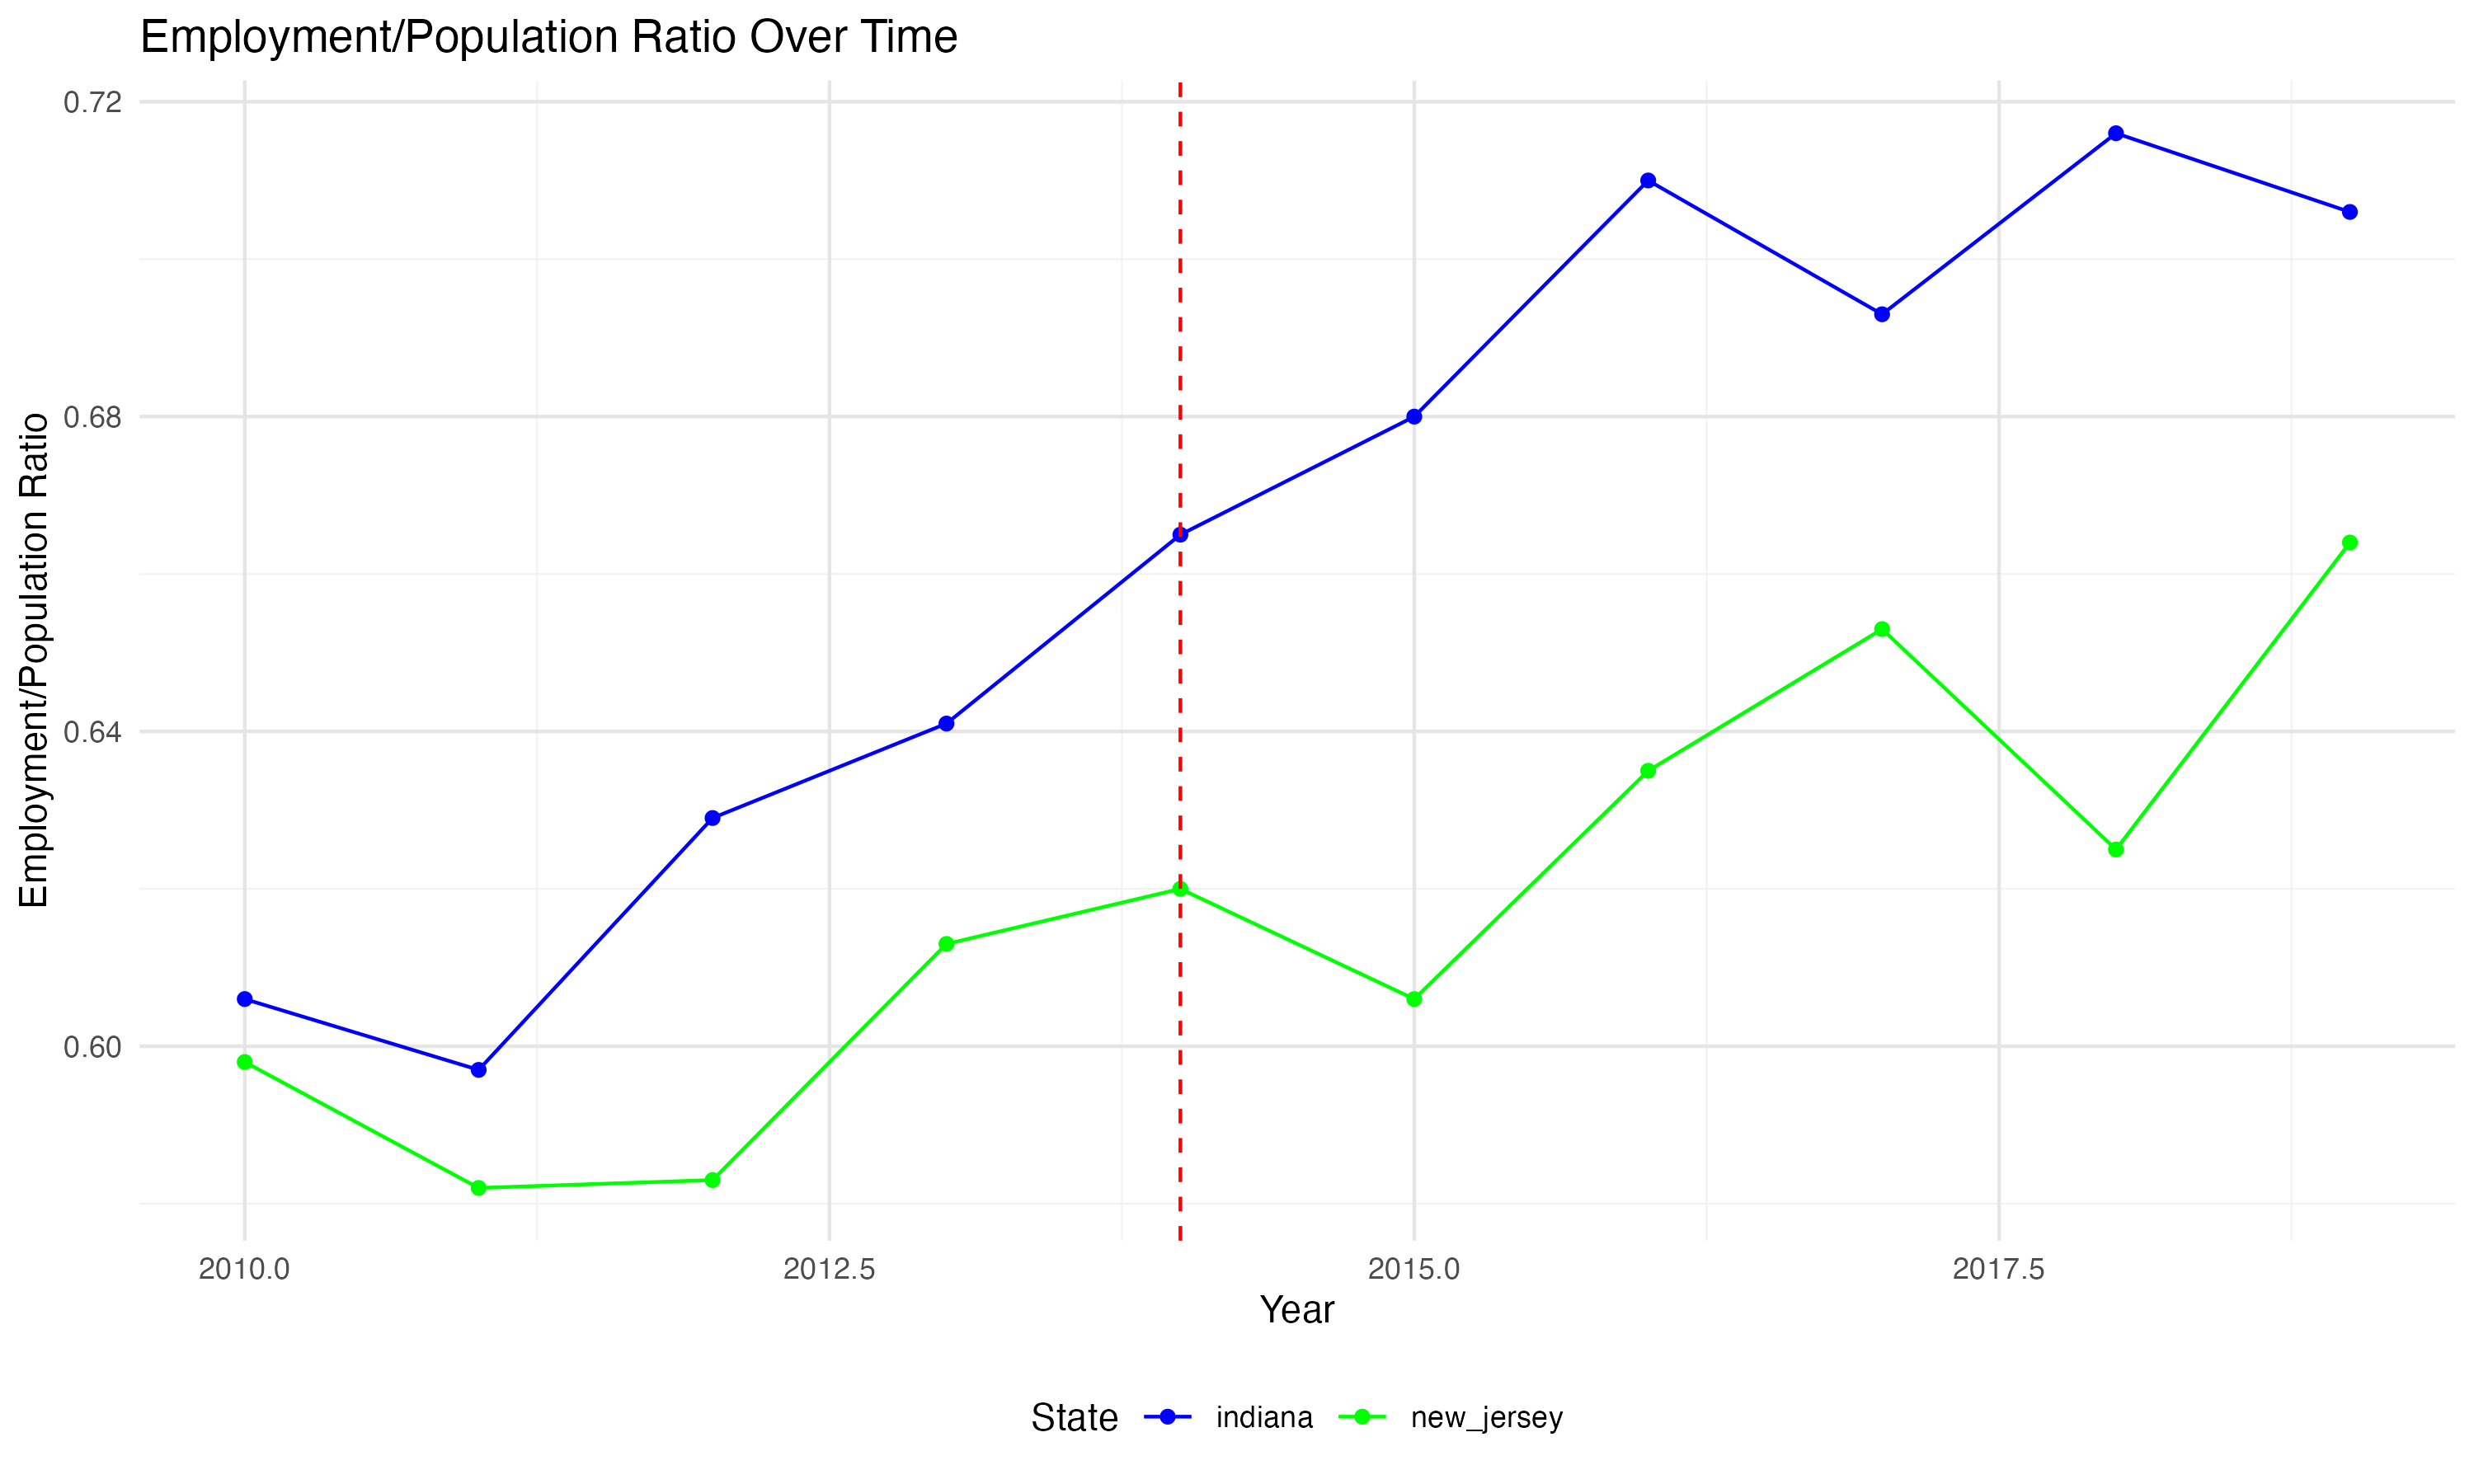 Employment/Population Ratio Over Time
Employment/Population Ratio
0.72
0.68
0.64
0.60
2010.0 2012.5 2015.0 2017.5
Year
State indiana new_jersey